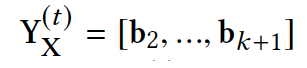 Y_X^{(t)} = [b_2, ..., b_{k+1}]